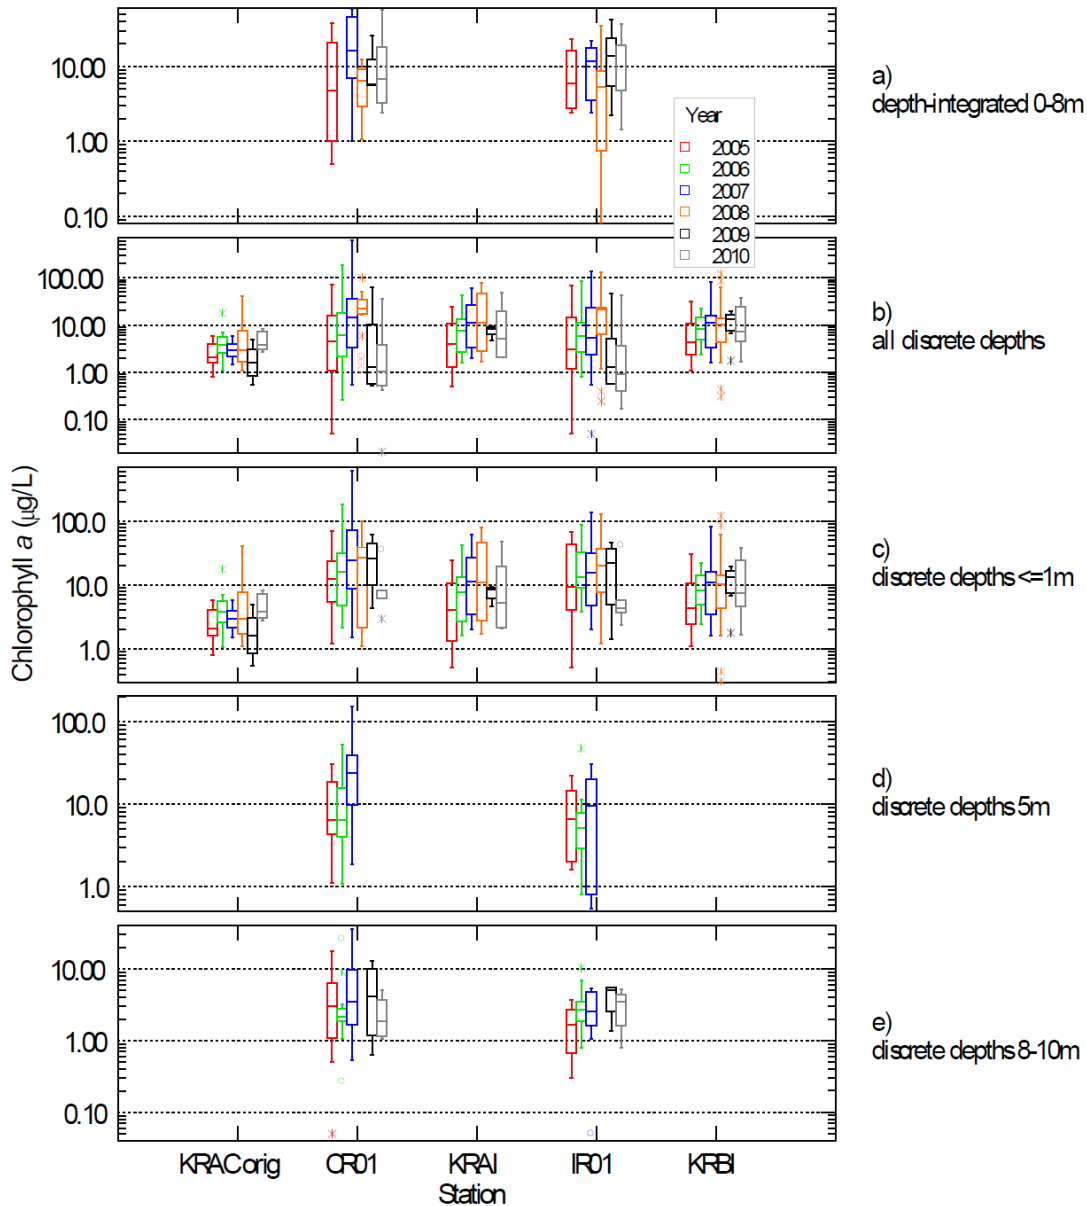 10.00
1.00
0.10
a)
depth-integrated 0-8m
Year
2005
2006
2007
2008
2009
2010
100.00
10.00
1.00
0.10
b)
all discrete depths
Chlorophyll a (µg/L)
100.0
10.0
1.0
c)
discrete depths <=1m
100.0
10.0
1.0
d)
discrete depths 5m
10.00
1.00
0.10
e)
discrete depths 8-10m
KRAC orig
CR01
KRAI
IR01
KRBI
Station